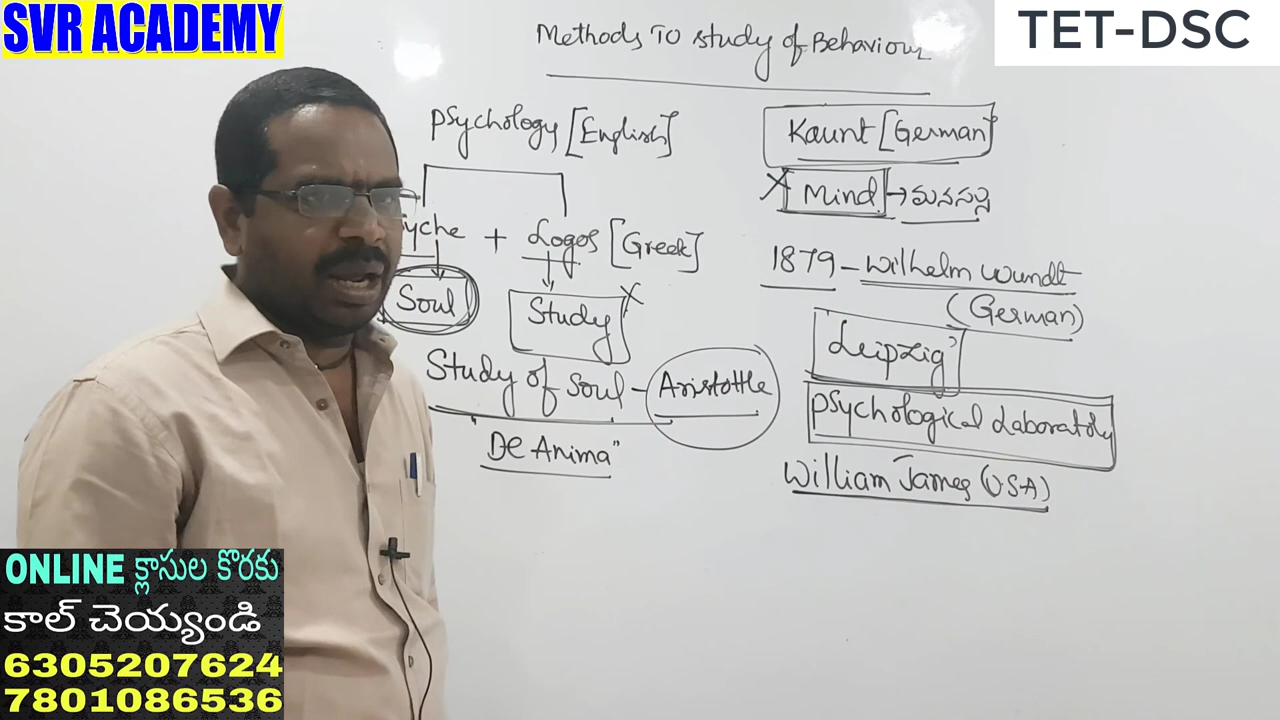 SVR ACADEMY
TET-DSC
Methods To study of Behaviour
Psychology [English]
yche + Logos [Greek]
Soul
Study
X
Study of Soul - Aristottle
"De Anima"
Kaunt [German]
X Mind → మనసు
1879 - Wilhelm Wundt
(German)
Leipzig'
Psychological Laboratoly
William James (USA)
ONLINE క్లాసుల కొరకు
కాల్ చెయ్యండి
6305207624
7801086536